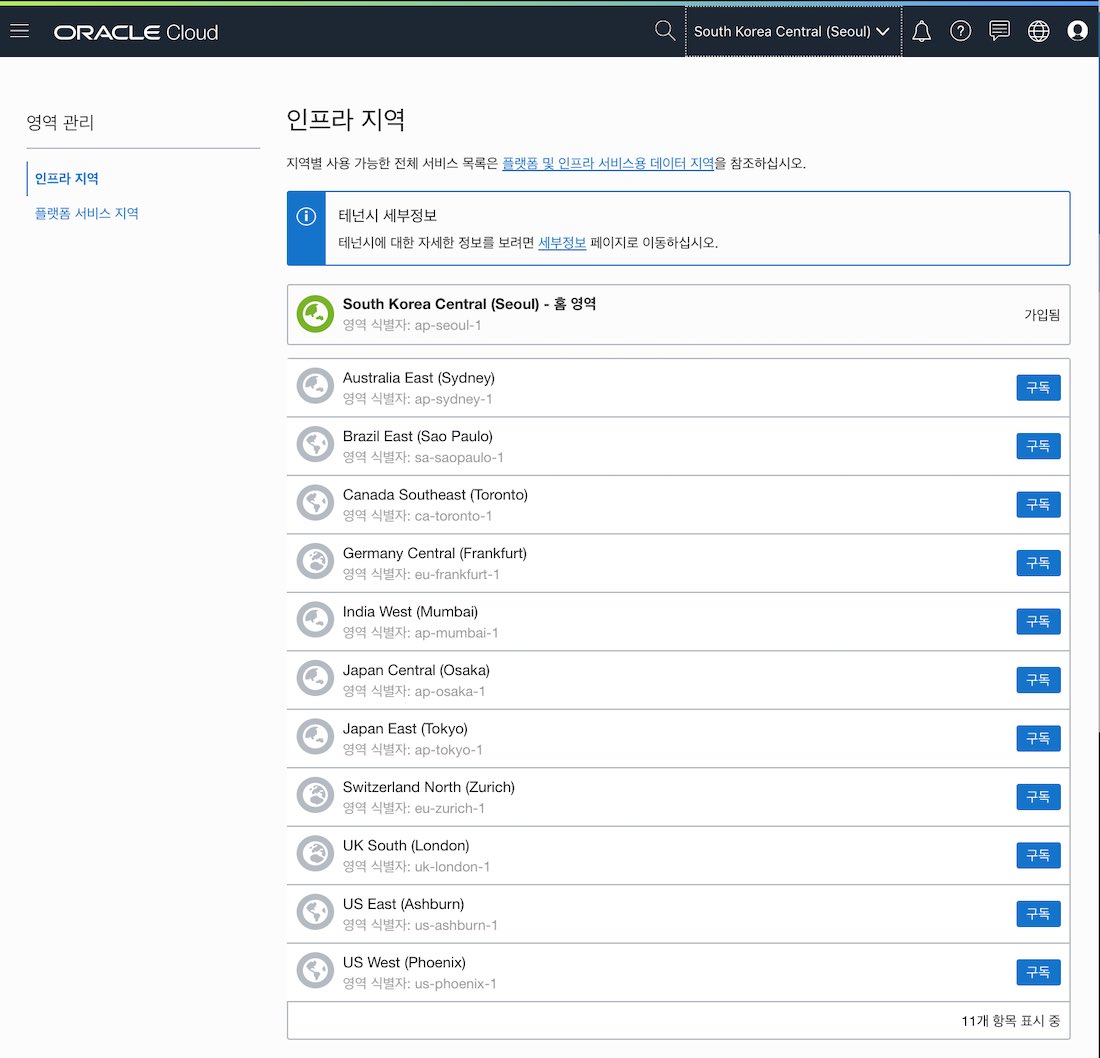 ORACLE Cloud
South Korea Central (Seoul)
영역 관리
인프라 지역
플랫폼 서비스 지역
인프라 지역
지역별 사용 가능한 전체 서비스 목록은 플랫폼 및 인프라 서비스용 데이터 지역을 참조하십시오.
테넌시 세부정보
테넌시에 대한 자세한 정보를 보려면 세부정보 페이지로 이동하십시오.
South Korea Central (Seoul) - 홈 영역
영역 식별자: ap-seoul-1
가입됨
Australia East (Sydney)
영역 식별자: ap-sydney-1
구독
Brazil East (Sao Paulo)
영역 식별자: sa-saopaulo-1
구독
Canada Southeast (Toronto)
영역 식별자: ca-toronto-1
구독
Germany Central (Frankfurt)
영역 식별자: eu-frankfurt-1
구독
India West (Mumbai)
영역 식별자: ap-mumbai-1
구독
Japan Central (Osaka)
영역 식별자: ap-osaka-1
구독
Japan East (Tokyo)
영역 식별자: ap-tokyo-1
구독
Switzerland North (Zurich)
영역 식별자: eu-zurich-1
구독
UK South (London)
영역 식별자: uk-london-1
구독
US East (Ashburn)
영역 식별자: us-ashburn-1
구독
US West (Phoenix)
영역 식별자: us-phoenix-1
구독
11개 항목 표시 중